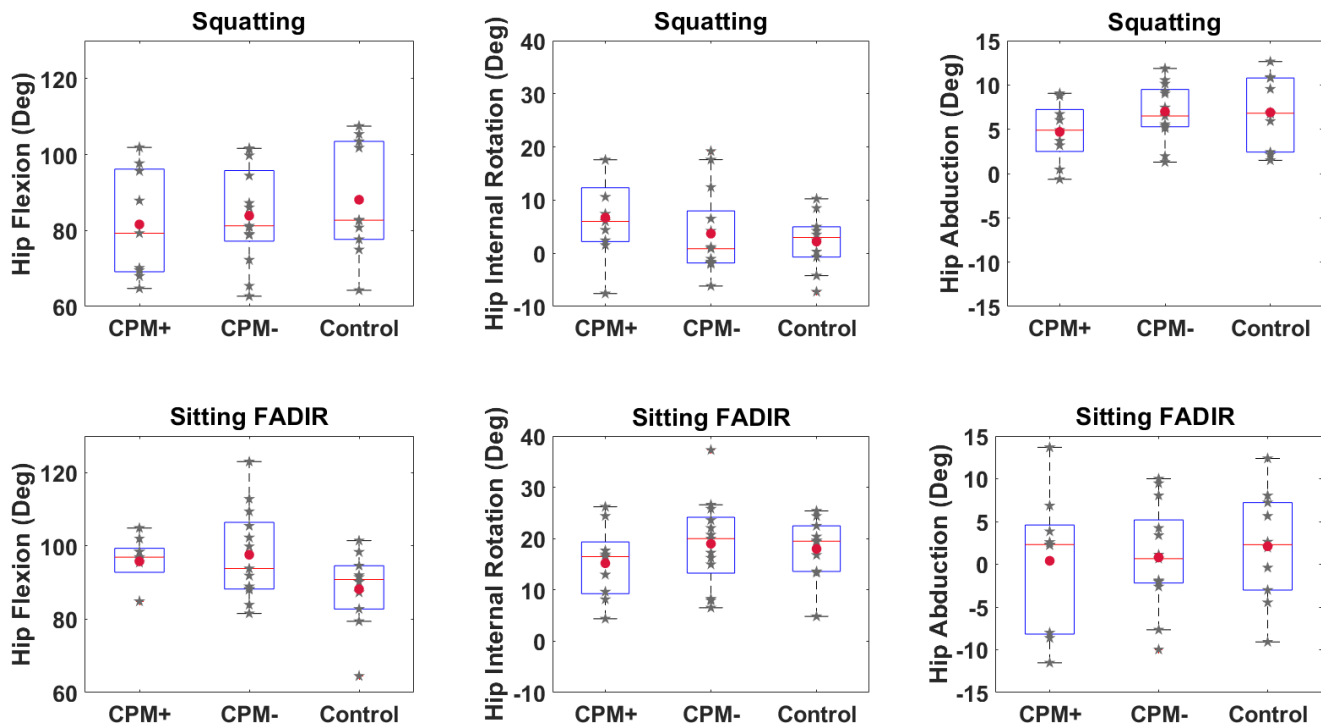 Squatting
Hip Flexion (Deg)
120
100
80
60
CPM+ CPM- Control
Squatting
Hip Internal Rotation (Deg)
40
30
20
10
0
-10
CPM+ CPM- Control
Squatting
Hip Abduction (Deg)
15
10
5
0
-5
-10
-15
CPM+ CPM- Control
Sitting FADIR
Hip Flexion (Deg)
120
100
80
60
CPM+ CPM- Control
Sitting FADIR
Hip Internal Rotation (Deg)
40
30
20
10
0
-10
CPM+ CPM- Control
Sitting FADIR
Hip Abduction (Deg)
15
10
5
0
-5
-10
-15
CPM+ CPM- Control